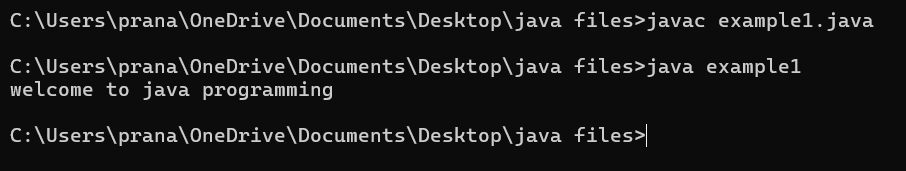 C:\Users\prana\OneDrive\Documents\Desktop\java files>javac example1.java
C:\Users\prana\OneDrive\Documents\Desktop\java files>java example1
welcome to java programming
C:\Users\prana\OneDrive\Documents\Desktop\java files>